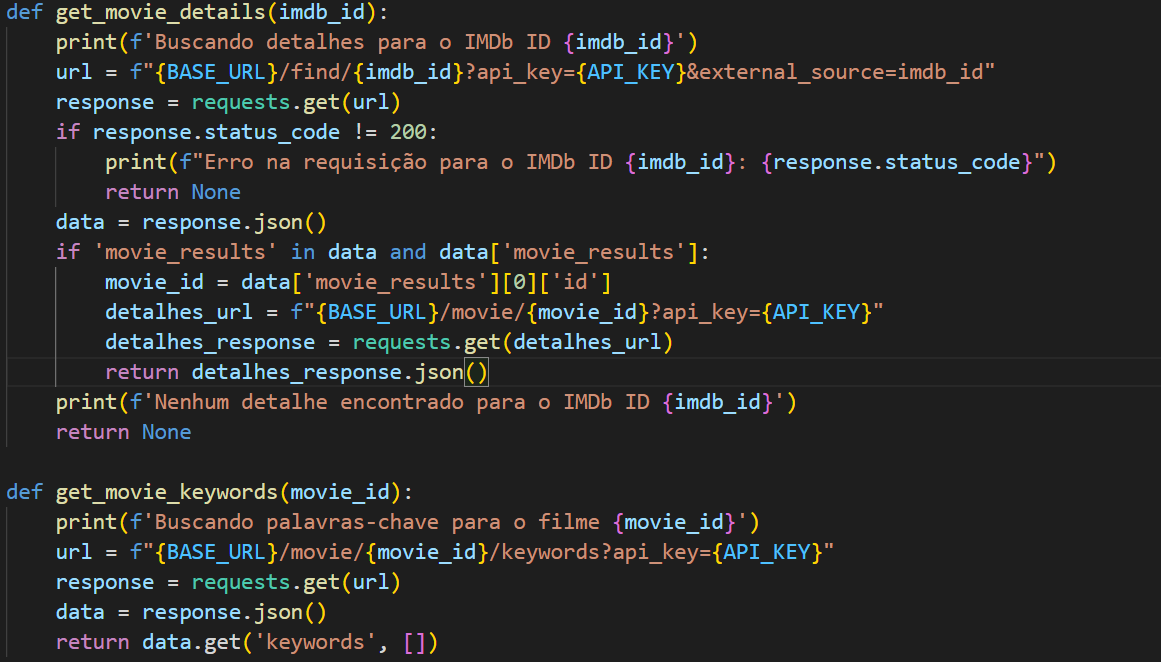 def get_movie_details(imdb_id):
    print(f'Buscando detalhes para o IMDb ID {imdb_id}')
    url = f"{BASE_URL}/find/{imdb_id}?api_key={API_KEY}&external_source=imdb_id"
    response = requests.get(url)
    if response.status_code != 200:
        print(f"Erro na requisição para o IMDb ID {imdb_id}: {response.status_code}")
        return None
    data = response.json()
    if 'movie_results' in data and data['movie_results']:
        movie_id = data['movie_results'][0]['id']
        detalhes_url = f"{BASE_URL}/movie/{movie_id}?api_key={API_KEY}"
        detalhes_response = requests.get(detalhes_url)
        return detalhes_response.json()
    print(f'Nenhum detalhe encontrado para o IMDb ID {imdb_id}')
    return None

def get_movie_keywords(movie_id):
    print(f'Buscando palavras-chave para o filme {movie_id}')
    url = f"{BASE_URL}/movie/{movie_id}/keywords?api_key={API_KEY}"
    response = requests.get(url)
    data = response.json()
    return data.get('keywords', [])